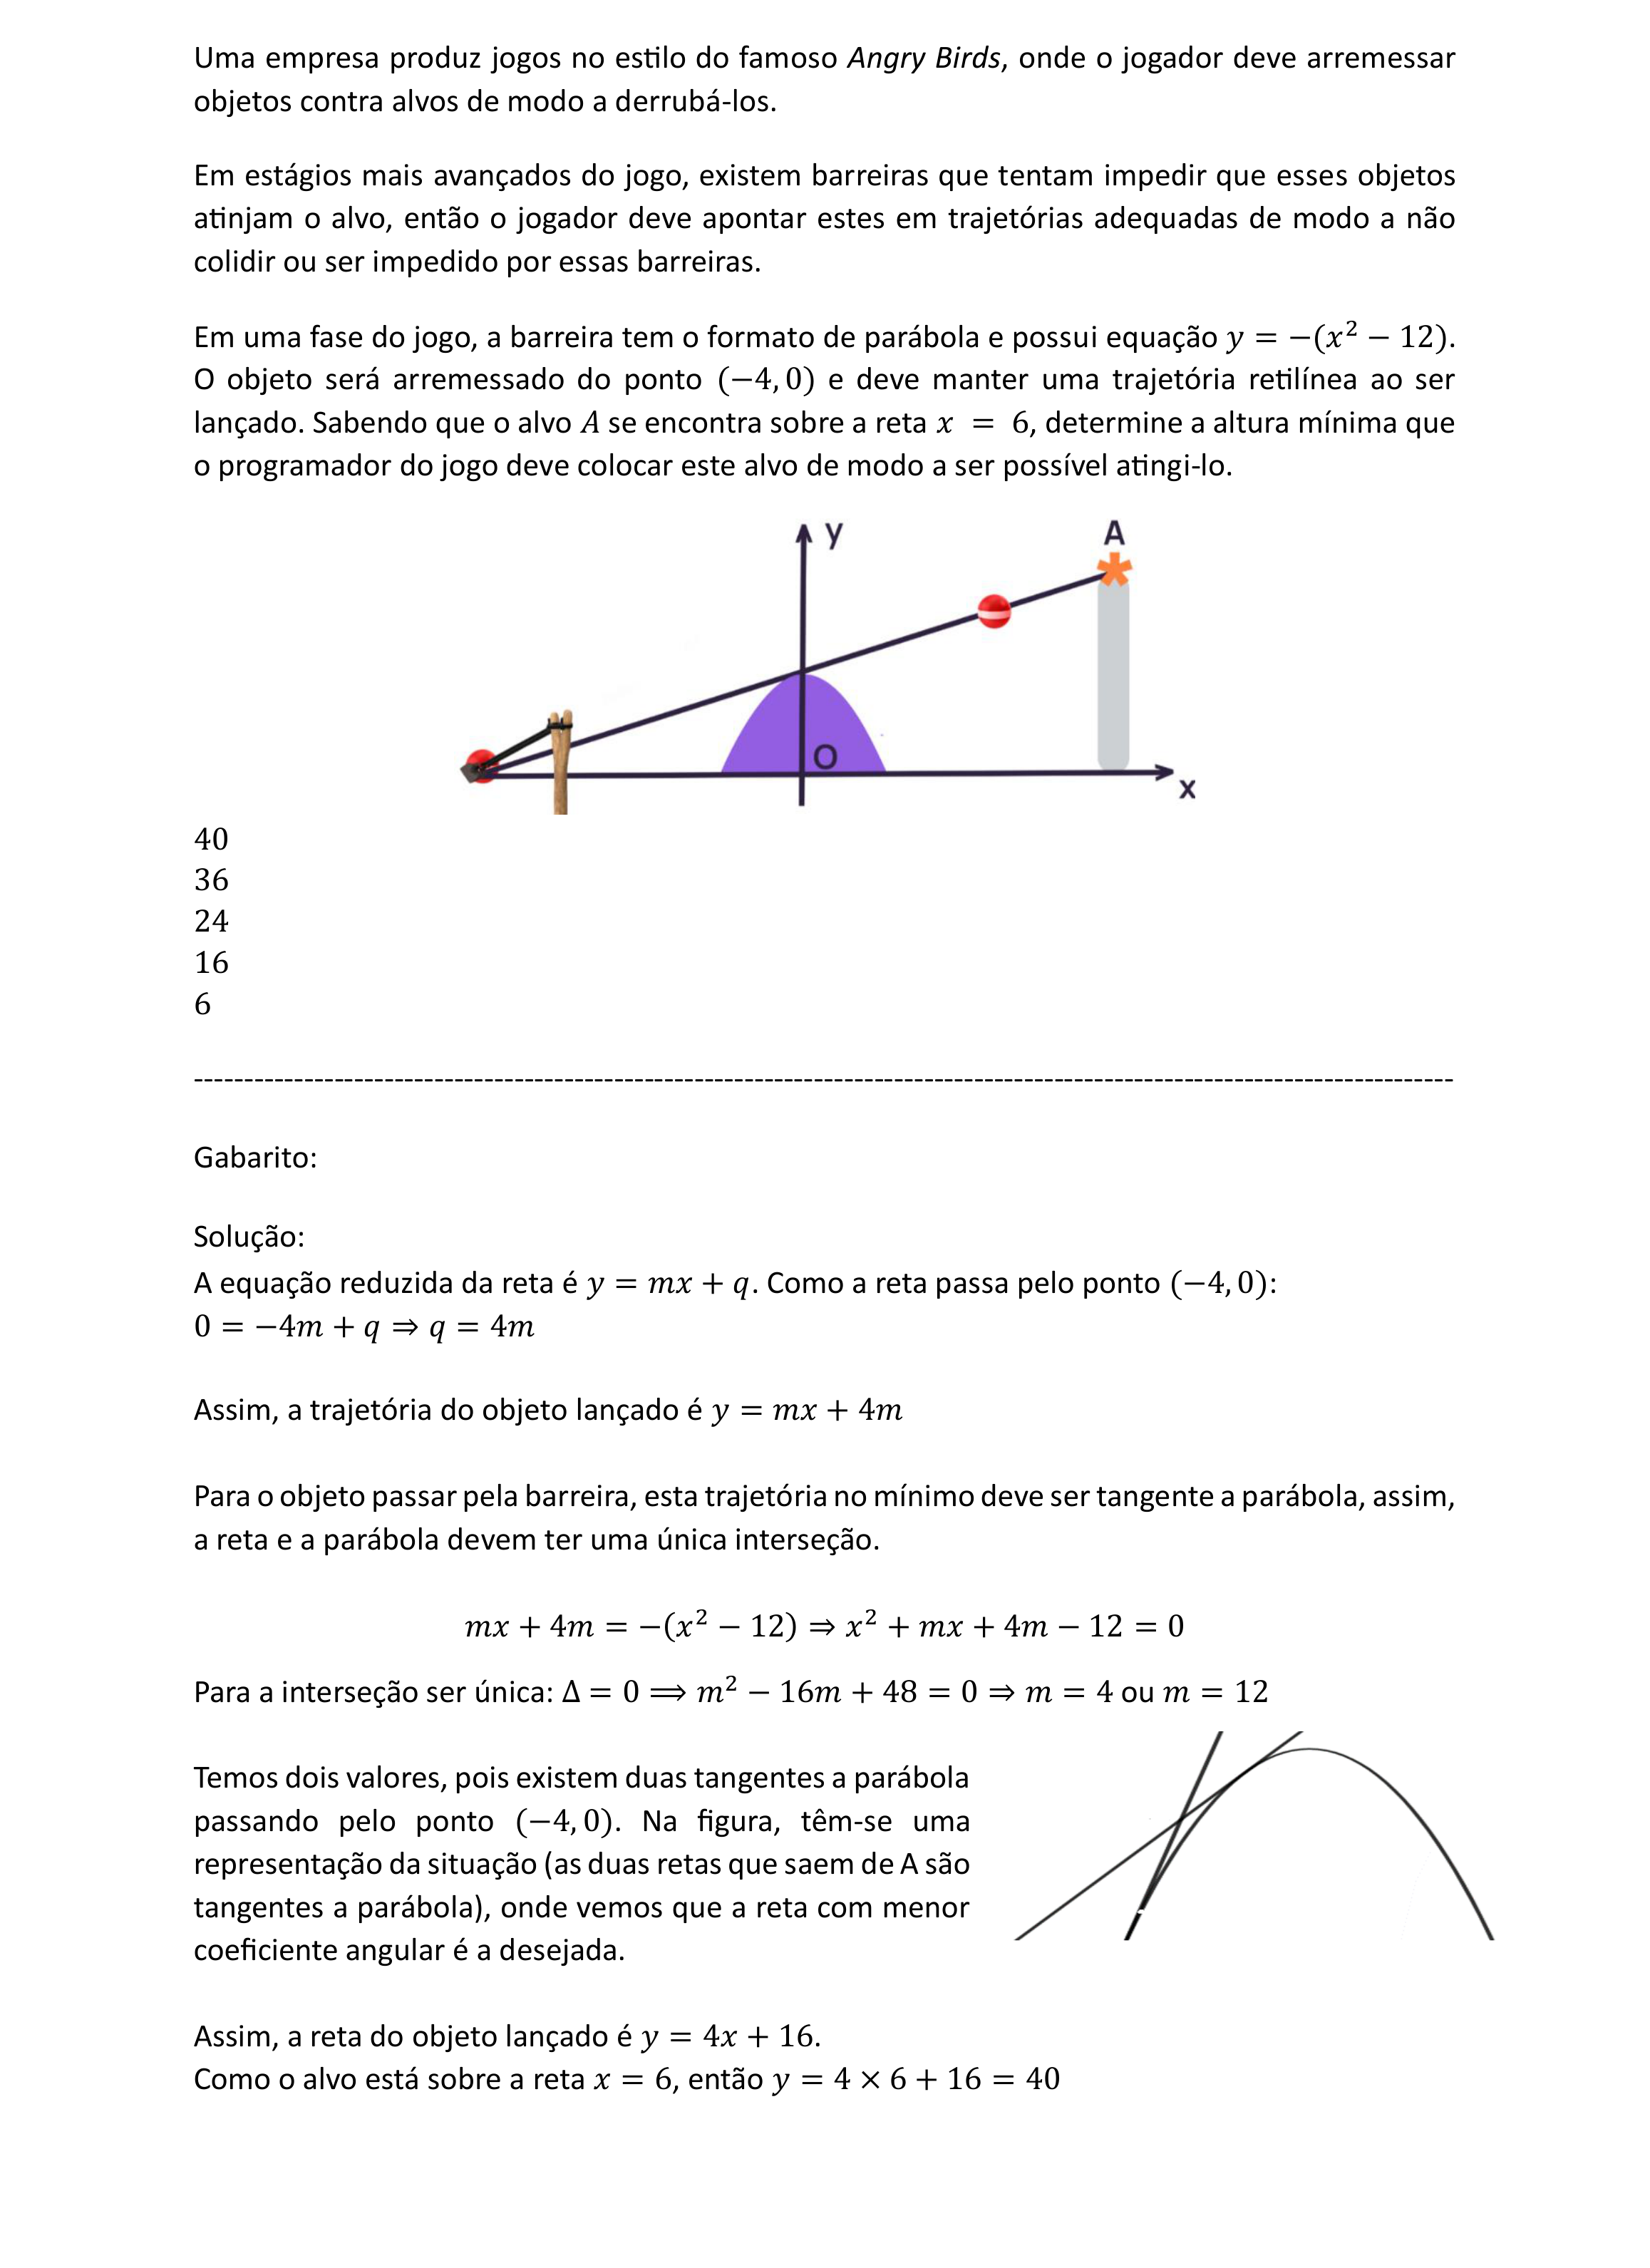 Uma empresa produz jogos no estilo do famoso Angry Birds, onde o jogador deve arremessar
objetos contra alvos de modo a derrubá-los.
Em estágios mais avançados do jogo, existem barreiras que tentam impedir que esses objetos
atinjam o alvo, então o jogador deve apontar estes em trajetórias adequadas de modo a não
colidir ou ser impedido por essas barreiras.
Em uma fase do jogo, a barreira tem o formato de parábola e possui equação y = −(x² − 12).
O objeto será arremessado do ponto (−4, 0) e deve manter uma trajetória retilínea ao ser
lançado. Sabendo que o alvo A se encontra sobre a reta x = 6, determine a altura mínima que
o programador do jogo deve colocar este alvo de modo a ser possível atingi-lo.
y
A
O
x
40
36
24
16
6
------------------------------------------------------------------------------------------------------------------------------
Gabarito:
Solução:
A equação reduzida da reta é y = mx + q. Como a reta passa pelo ponto (−4, 0):
0 = −4m + q ⇒ q = 4m
Assim, a trajetória do objeto lançado é y = mx + 4m
Para o objeto passar pela barreira, esta trajetória no mínimo deve ser tangente a parábola, assim,
a reta e a parábola devem ter uma única interseção.
mx + 4m = −(x² − 12) ⇒ x² + mx + 4m − 12 = 0
Para a interseção ser única: Δ = 0 ⟹ m² − 16m + 48 = 0 ⇒ m = 4 ou m = 12
Temos dois valores, pois existem duas tangentes a parábola
passando pelo ponto (−4, 0). Na figura, têm-se uma
representação da situação (as duas retas que saem de A são
tangentes a parábola), onde vemos que a reta com menor
coeficiente angular é a desejada.
Assim, a reta do objeto lançado é y = 4x + 16.
Como o alvo está sobre a reta x = 6, então y = 4 × 6 + 16 = 40